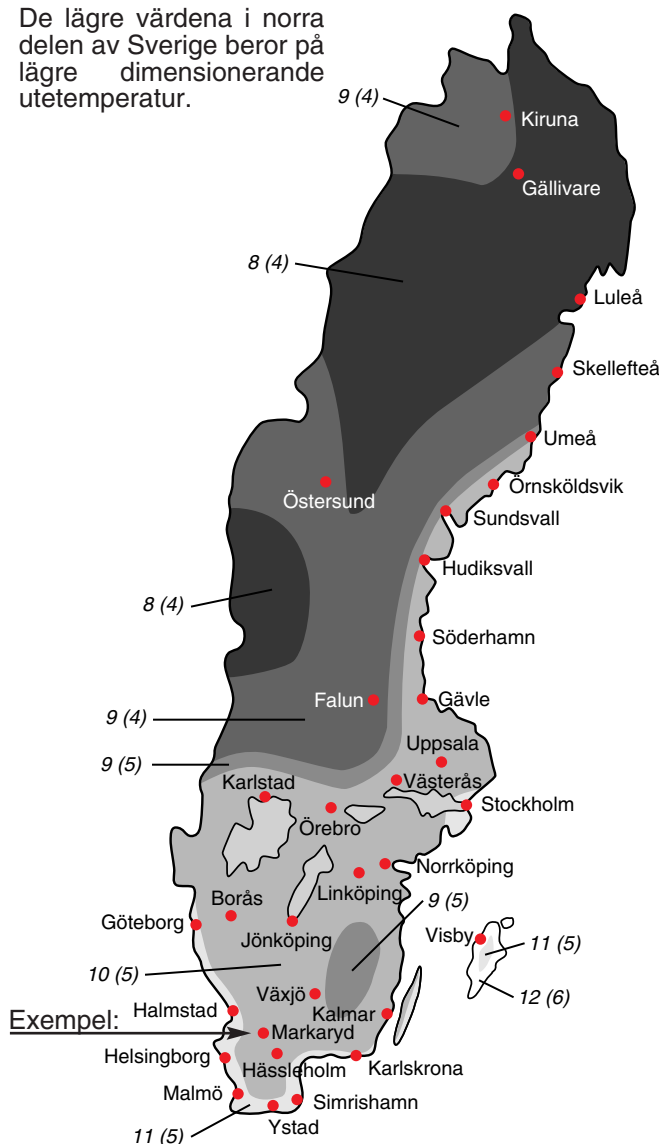 De lägre värdena i norra
delen av Sverige beror på
lägre dimensionerande
utetemperatur.
9 (4)
Kiruna
Gällivare
8 (4)
Luleå
Skellefteå
Umeå
Örnsköldsvik
Östersund
Sundsvall
Hudiksvall
8 (4)
Söderhamn
Falun
Gävle
9 (4)
Uppsala
9 (5)
Karlstad
Västerås
Stockholm
Örebro
Norrköping
Linköping
Borås
9 (5)
Göteborg
Jönköping
Visby
11 (5)
10 (5)
Växjö
12 (6)
Halmstad
Kalmar
Exempel:
Markaryd
Helsingborg
Hässleholm
Karlskrona
Malmö
Simrishamn
Ystad
11 (5)